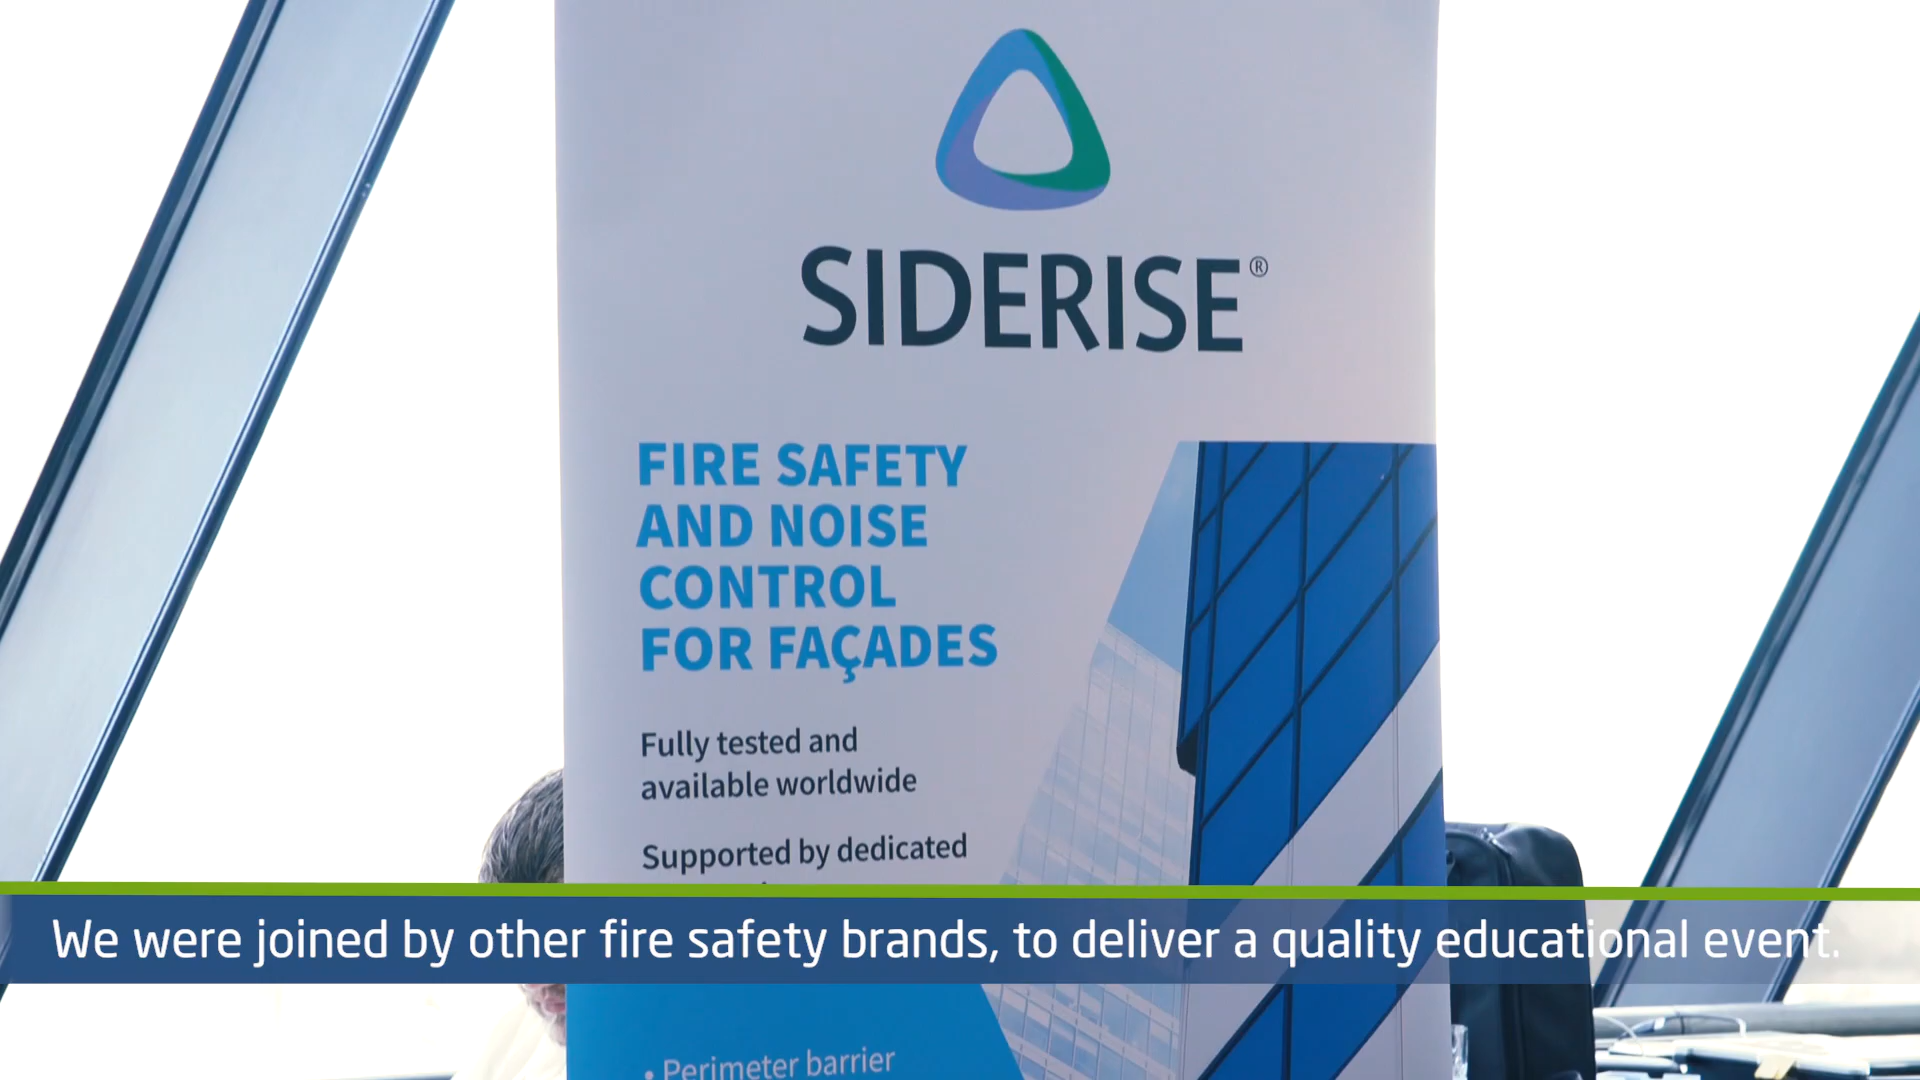 SIDERISE®
FIRE SAFETY
AND NOISE
CONTROL
FOR FAÇADES
Fully tested and
available worldwide
Supported by dedicated
We were joined by other fire safety brands, to deliver a quality educational event.
• Perimeter barrier